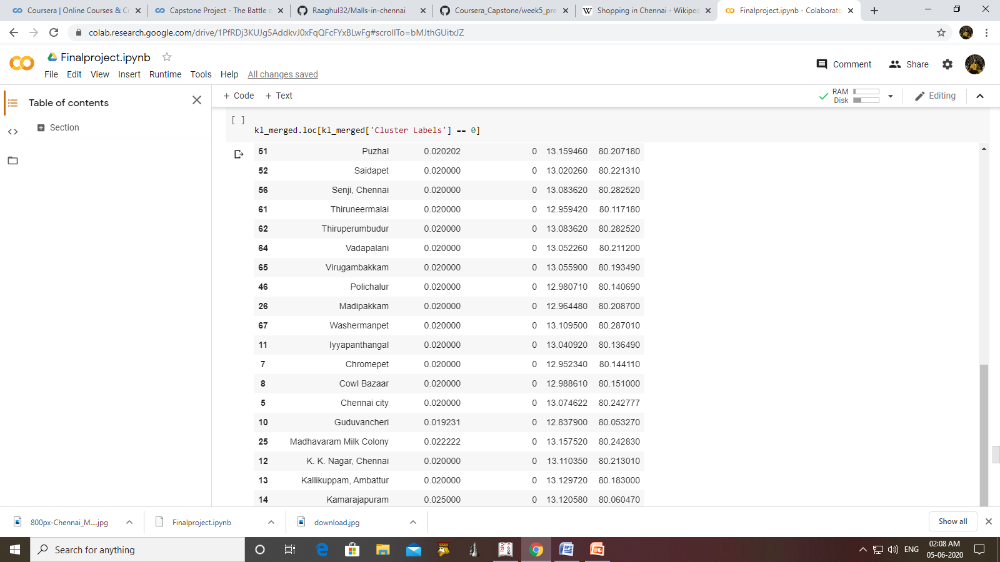 Coursera | Online Courses & Cr
Capstone Project - The Battle o
Raaghul32/Malls-in-chennai
Coursera_Capstone/week5_pre
Shopping in Chennai - Wikiped
Finalproject.ipynb - Colaborato
colab.research.google.com/drive/1PfRDj3KUJg5AddkvJ0xFqQFcFYxBLwFg#scrollTo=bMJthGUitxJZ
Finalproject.ipynb
File Edit View Insert Runtime Tools Help All changes saved
Comment Share
Table of contents
+ Code + Text
RAM
Disk
Editing
Section
[ ]
kl_merged.loc[kl_merged['Cluster Labels'] == 0]
51 Puzhal 0.020202 0 13.159460 80.207180
52 Saidapet 0.020000 0 13.020260 80.221310
56 Senji, Chennai 0.020000 0 13.083620 80.282520
61 Thiruneermalai 0.020000 0 12.959420 80.117180
62 Thiruperumbudur 0.020000 0 13.083620 80.282520
64 Vadapalani 0.020000 0 13.052260 80.211200
65 Virugambakkam 0.020000 0 13.055900 80.193490
46 Polichalur 0.020000 0 12.980710 80.140690
26 Madipakkam 0.020000 0 12.964480 80.208700
67 Washermanpet 0.020000 0 13.109500 80.287010
11 Iyyapanthangal 0.020000 0 13.040920 80.136490
7 Chromepet 0.020000 0 12.952340 80.144110
8 Cowl Bazaar 0.020000 0 12.988610 80.151000
5 Chennai city 0.020000 0 13.074622 80.242777
10 Guduvancheri 0.019231 0 12.837900 80.053270
25 Madhavaram Milk Colony 0.022222 0 13.157520 80.242830
12 K. K. Nagar, Chennai 0.020000 0 13.110350 80.213010
13 Kallikuppam, Ambattur 0.020000 0 13.129720 80.183000
14 Kamarajapuram 0.025000 0 13.120580 80.060470
800px-Chennai_M....jpg
Finalproject.ipynb
download.jpg
Show all
Search for anything
ENG
02:08 AM
05-06-2020